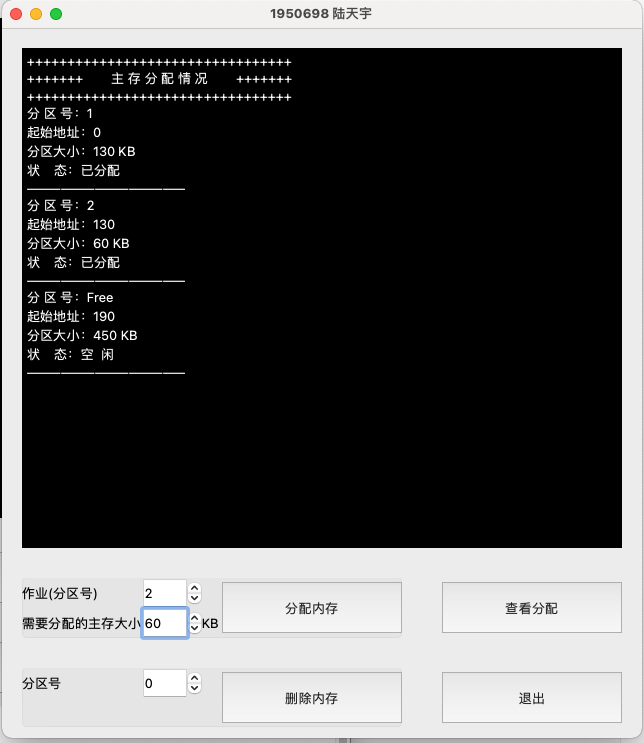 1950698 陆天宇
+++++++++++++++++++++++++++++++++
+++++++ 主 存 分 配 情 况 +++++++
+++++++++++++++++++++++++++++++++
分 区 号：1
起始地址：0
分区大小：130 KB
状 态：已分配
——————————————
分 区 号：2
起始地址：130
分区大小：60 KB
状 态：已分配
——————————————
分 区 号：Free
起始地址：190
分区大小：450 KB
状 态：空 闲
——————————————
作业(分区号) 2 分配内存 查看分配
需要分配的主存大小 60 KB
分区号 0 删除内存 退出